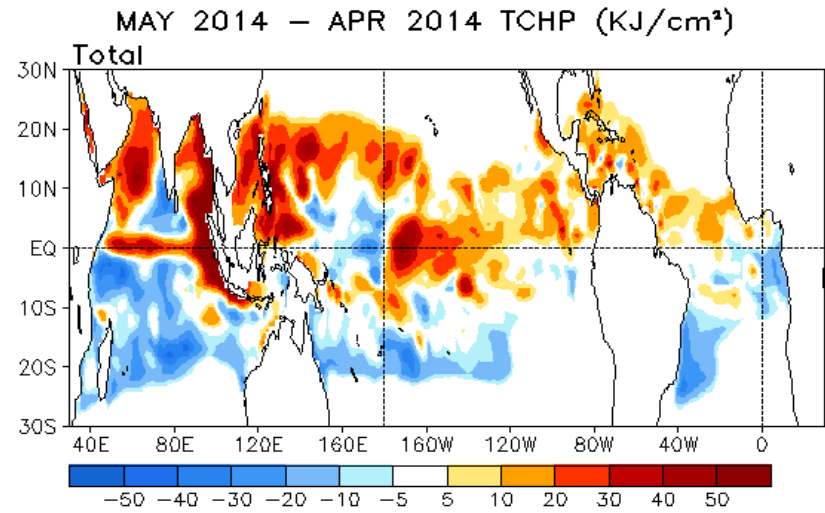 MAY 2014 – APR 2014 TCHP (KJ/cm²)
Total
30N
20N
10N
EQ
10S
20S
30S
40E 80E 120E 160E 160W 120W 80W 40W 0
−50 −40 −30 −20 −10 −5 5 10 20 30 40 50